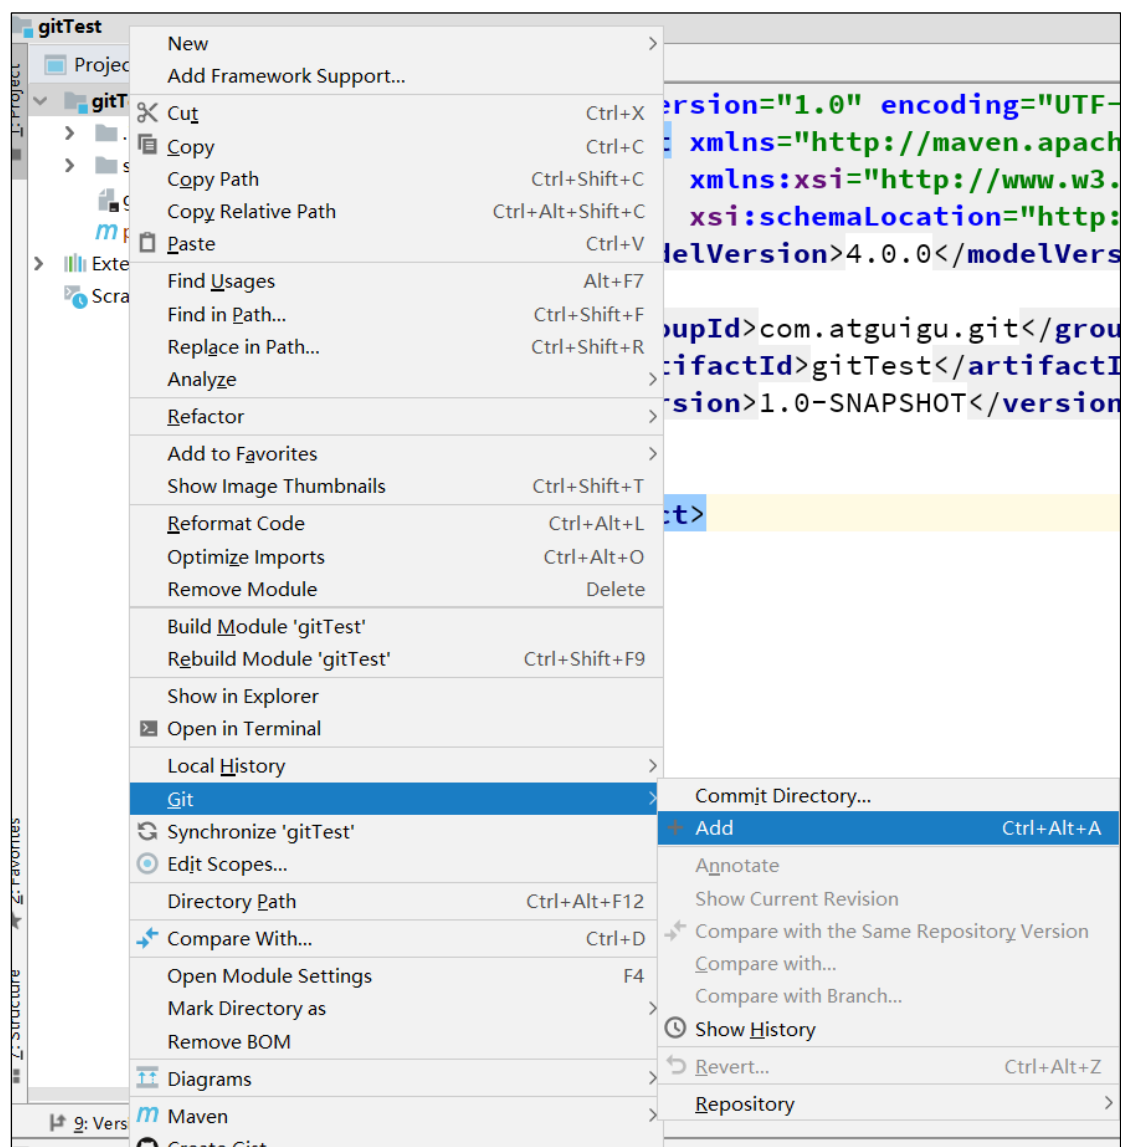 gitTest
1: Project
Projec
gitT
New
Add Framework Support...
Cut Ctrl+X
Copy Ctrl+C
Copy Path Ctrl+Shift+C
Copy Relative Path Ctrl+Alt+Shift+C
Paste Ctrl+V
Find Usages Alt+F7
Find in Path... Ctrl+Shift+F
Replace in Path... Ctrl+Shift+R
Analyze
Refactor
Add to Favorites
Show Image Thumbnails Ctrl+Shift+T
Reformat Code Ctrl+Alt+L
Optimize Imports Ctrl+Alt+O
Remove Module Delete
Build Module 'gitTest'
Rebuild Module 'gitTest' Ctrl+Shift+F9
Show in Explorer
Open in Terminal
Local History
Git
Synchronize 'gitTest'
Edit Scopes...
Directory Path Ctrl+Alt+F12
Compare With... Ctrl+D
Open Module Settings F4
Mark Directory as
Remove BOM
Diagrams
Maven
Create Gist
Commit Directory...
Add Ctrl+Alt+A
Annotate
Show Current Revision
Compare with the Same Repository Version
Compare with...
Compare with Branch...
Show History
Revert... Ctrl+Alt+Z
Repository
ersion="1.0" encoding="UTF-
xmlns="http://maven.apach
xmlns:xsi="http://www.w3.
xsi:schemaLocation="http:
delVersion>4.0.0</modelVers
oupId>com.atguigu.git</grou
tifactId>gitTest</artifactI
rsion>1.0-SNAPSHOT</version
ct>
Exte
Scra
2: Favorites
7: Structure
9: Vers